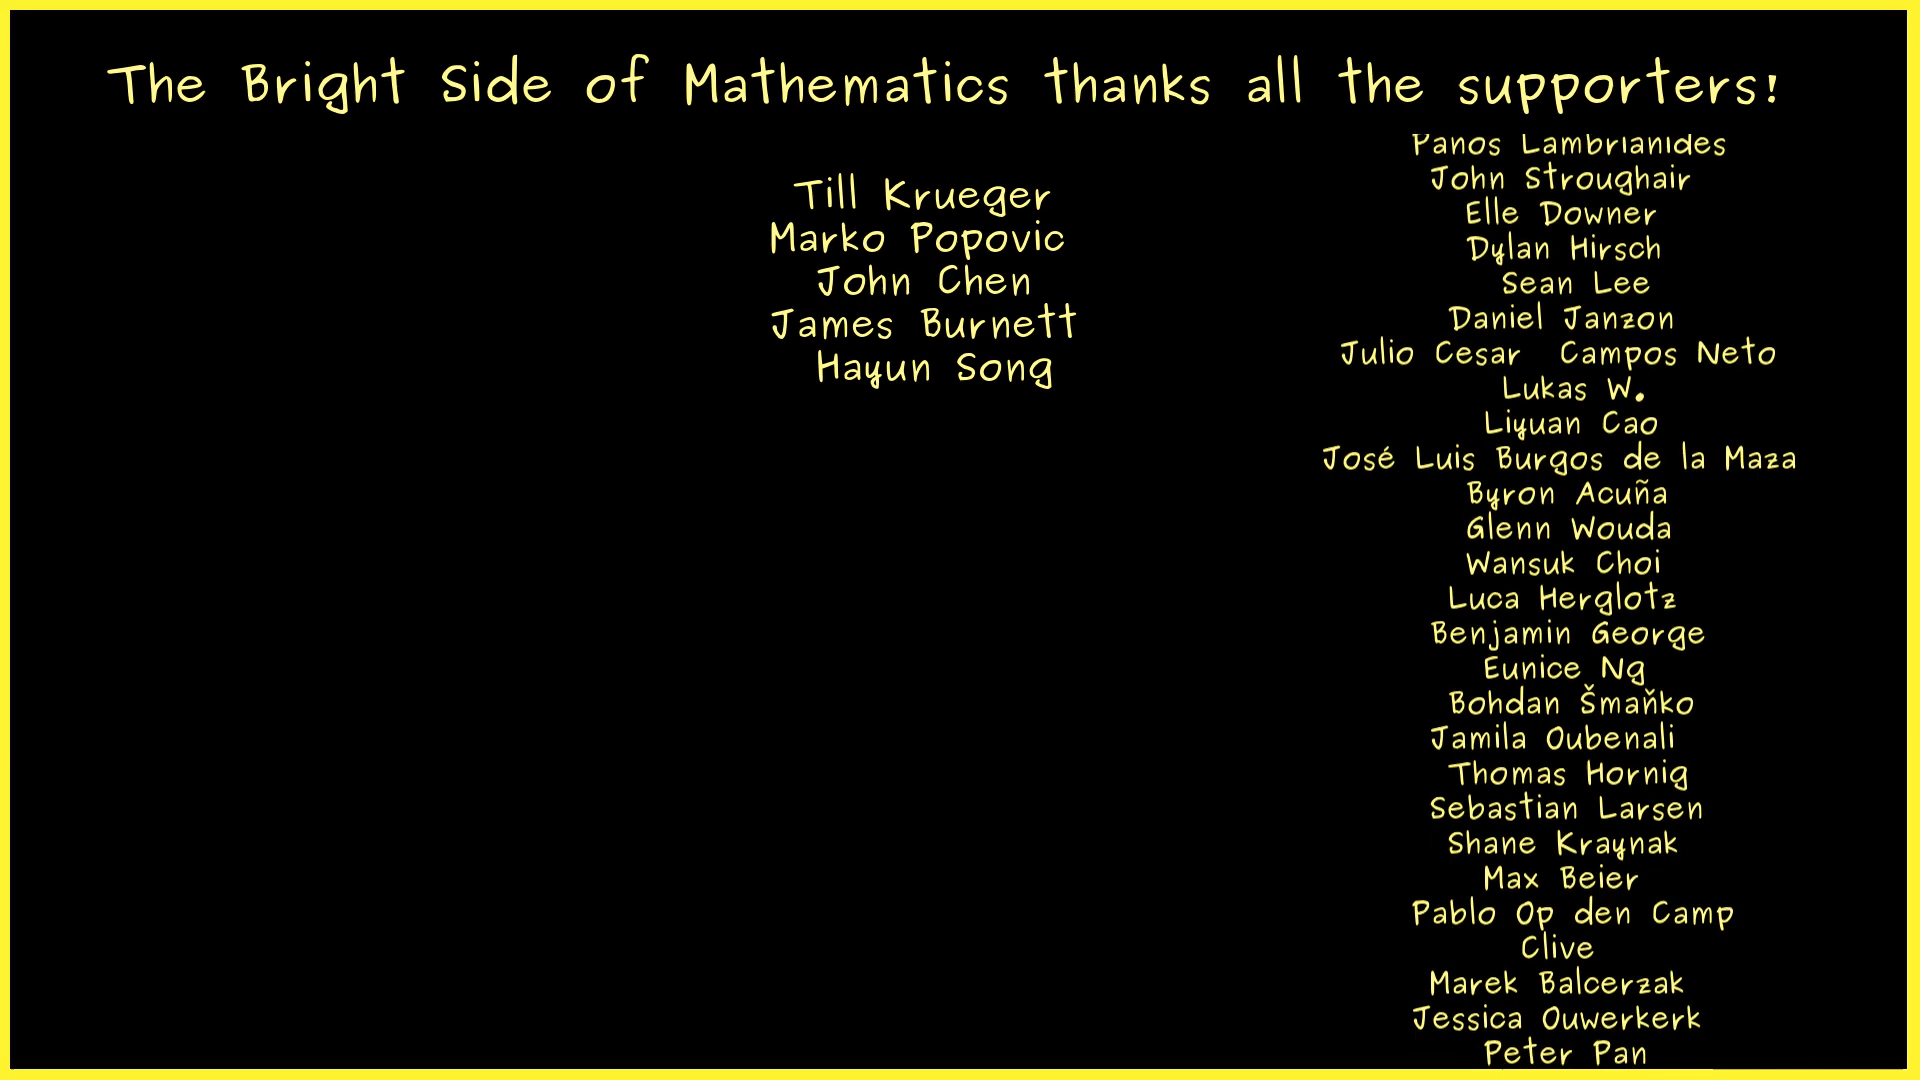 The Bright Side of Mathematics thanks all the supporters!
Till Krueger
Marko Popovic
John Chen
James Burnett
Hayun Song
Panos Lambrianides
John Stroughair
Elle Downer
Dylan Hirsch
Sean Lee
Daniel Janzon
Julio Cesar Campos Neto
Lukas W.
Liyuan Cao
José Luis Burgos de la Maza
Byron Acuña
Glenn Wouda
Wansuk Choi
Luca Herglotz
Benjamin George
Eunice Ng
Bohdan Šmaňko
Jamila Oubenali
Thomas Hornig
Sebastian Larsen
Shane Kraynak
Max Beier
Pablo Op den Camp
Clive
Marek Balcerzak
Jessica Ouwerkerk
Peter Pan